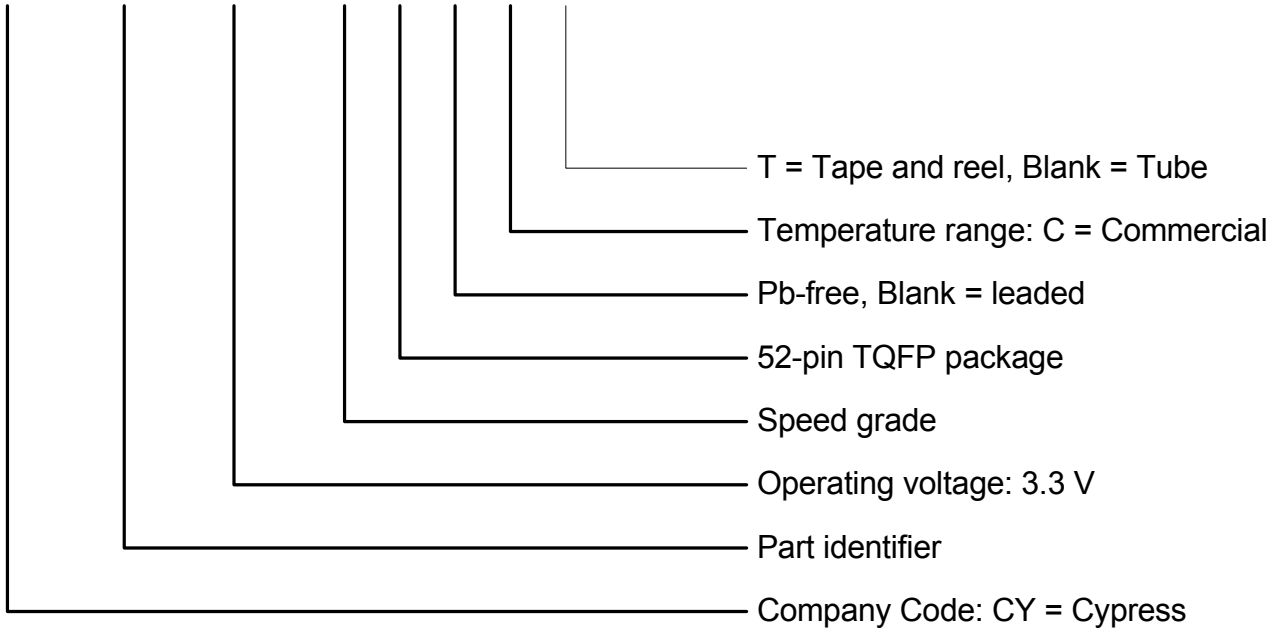 T = Tape and reel, Blank = Tube
Temperature range: C = Commercial
Pb-free, Blank = leaded
52-pin TQFP package
Speed grade
Operating voltage: 3.3 V
Part identifier
Company Code: CY = Cypress